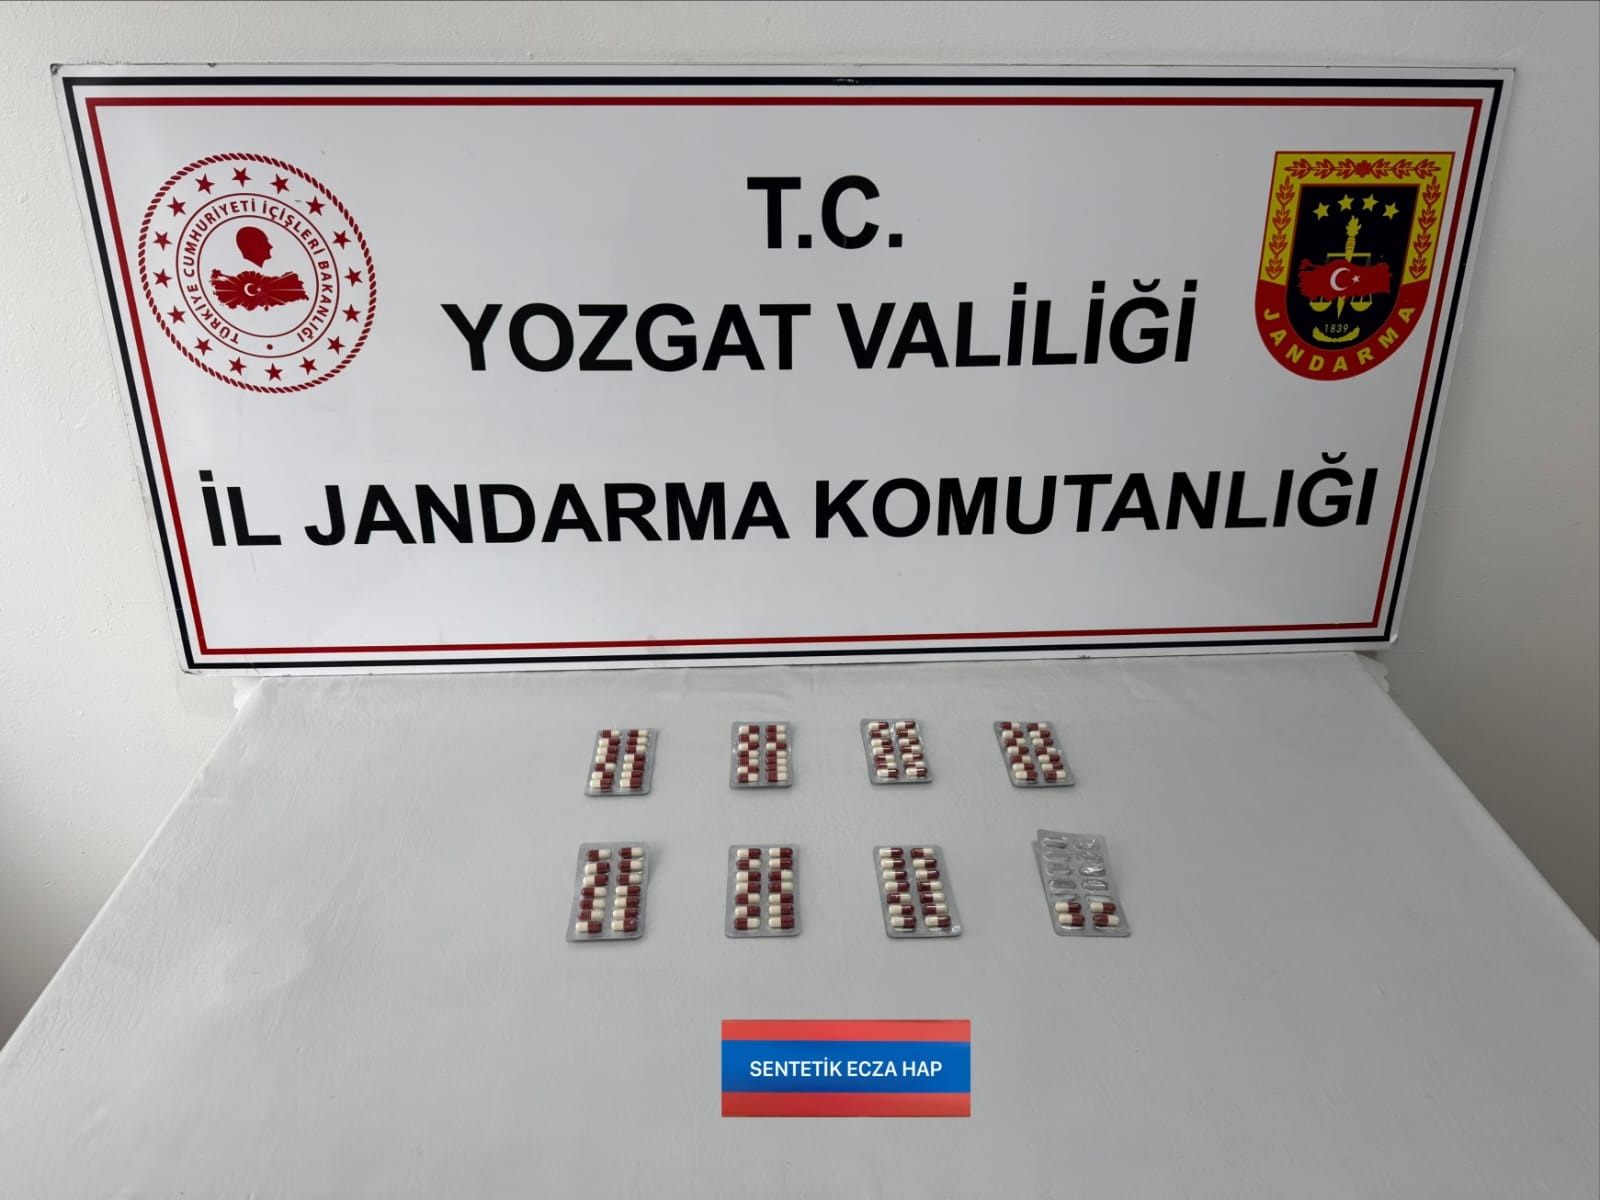 T.C.
YOZGAT VALİLİĞİ
İL JANDARMA KOMUTANLIĞI
TÜRKİYE CUMHURİYETİ İÇİŞLERİ BAKANLIĞI
1839
JANDARMA
SENTETİK ECZA HAP